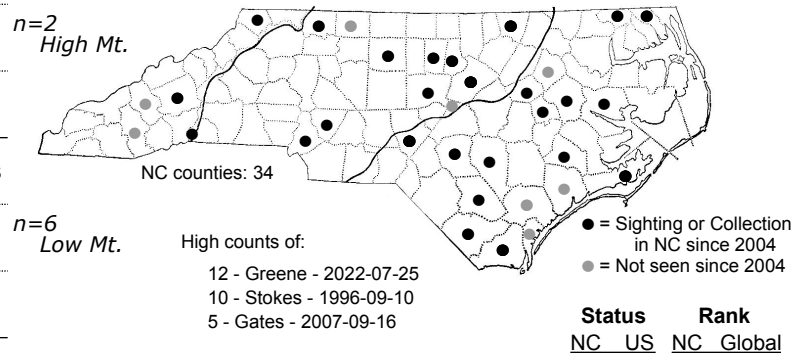 n=2
High Mt.
NC counties: 34
n=6
Low Mt.
High counts of:
12 - Greene - 2022-07-25
10 - Stokes - 1996-09-10
5 - Gates - 2007-09-16
= Sighting or Collection
in NC since 2004
= Not seen since 2004
Status Rank
NC US NC Global